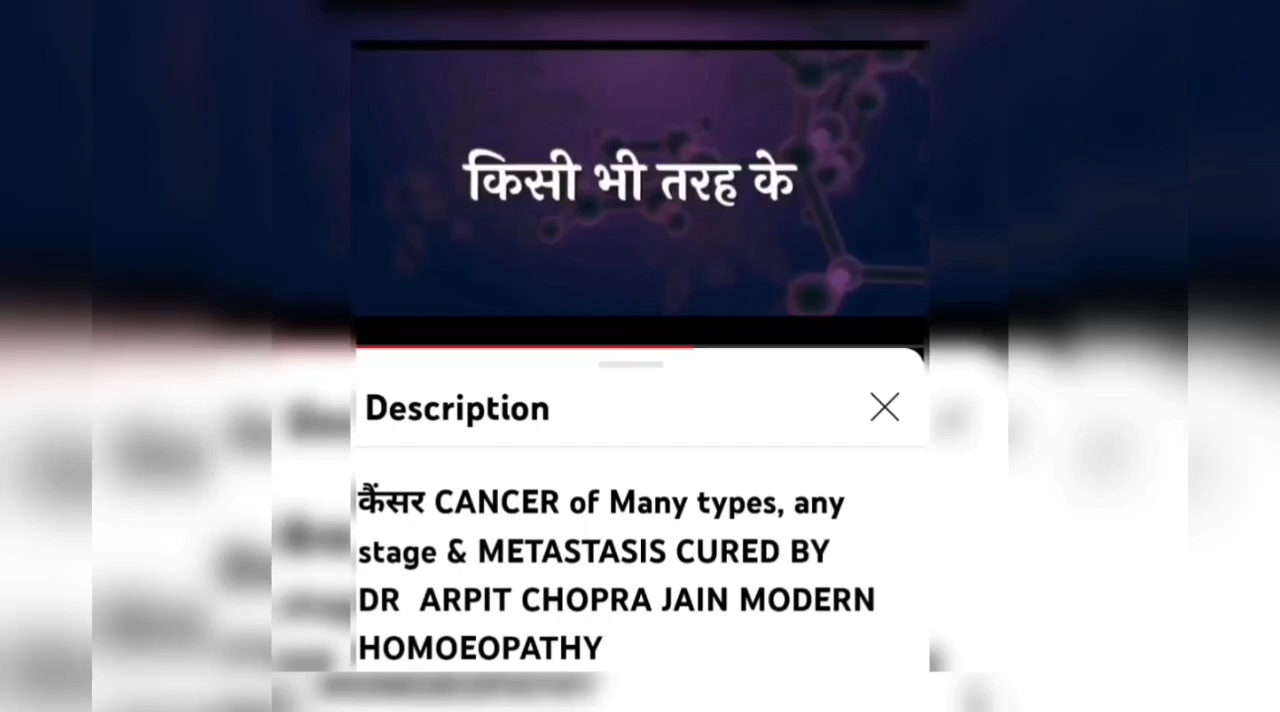 किसी भी तरह के
Description
कैंसर CANCER of Many types, any
stage & METASTASIS CURED BY
DR ARPIT CHOPRA JAIN MODERN
HOMOEOPATHY